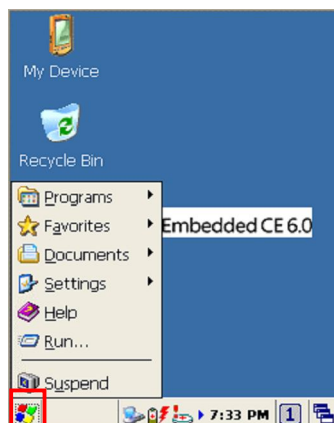 My Device
Recycle Bin
Programs
Favorites
Embedded CE 6.0
Documents
Settings
Help
Run...
Suspend
7:33 PM
1